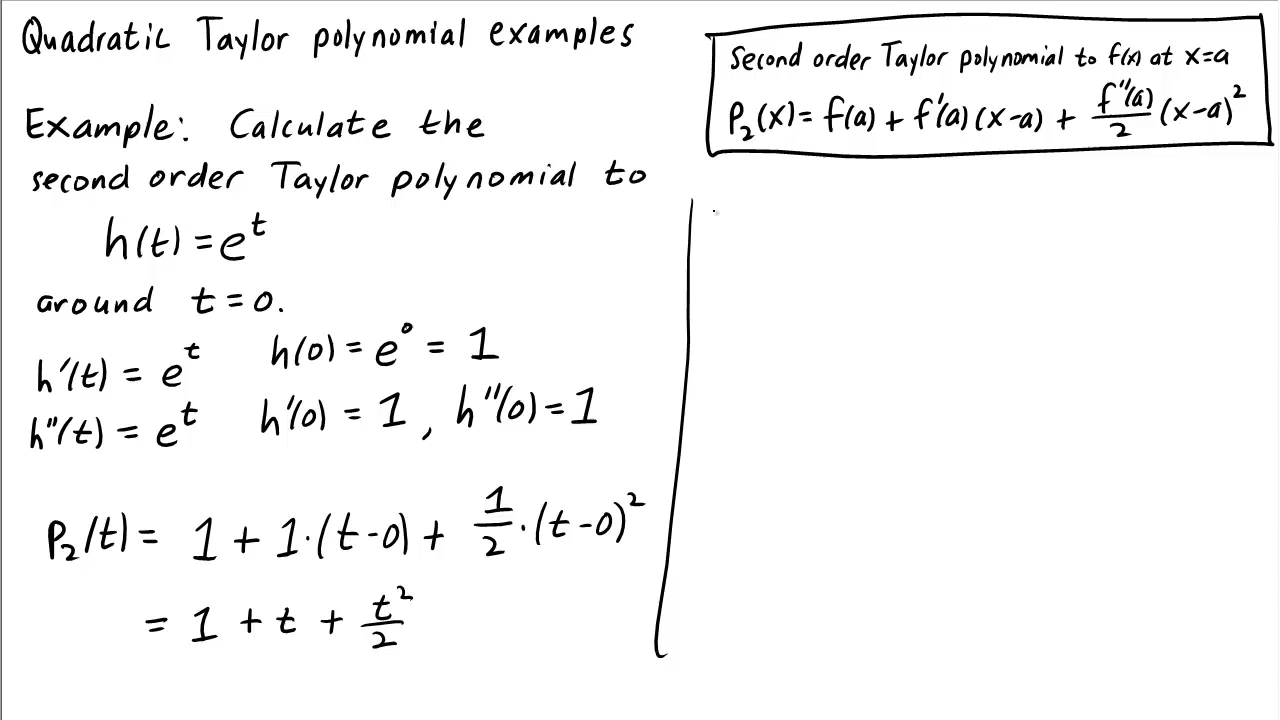 Quadratic Taylor polynomial examples
Second order Taylor polynomial to f(x) at x=a
P₂(x) = f(a) + f'(a)(x-a) + f''(a)/2 (x-a)²
Example: Calculate the
second order Taylor polynomial to
h(t) = e^t
around t = 0.
h'(t) = e^t h(0) = e⁰ = 1
h''(t) = e^t h'(0) = 1, h''(0) = 1
P₂(t) = 1 + 1·(t-0) + 1/2·(t-0)²
= 1 + t + t²/2